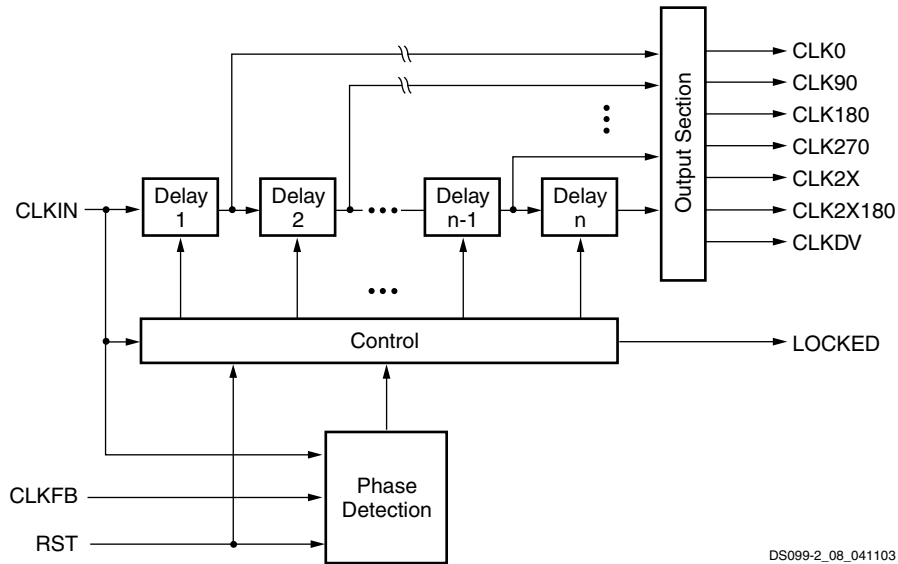 CLK0
CLK90
CLK180
CLK270
CLK2X
CLK2X180
CLKDV
Output Section
CLKIN
Delay
1
Delay
2
Delay
n-1
Delay
n
Control
LOCKED
Phase
Detection
CLKFB
RST
DS099-2_08_041103